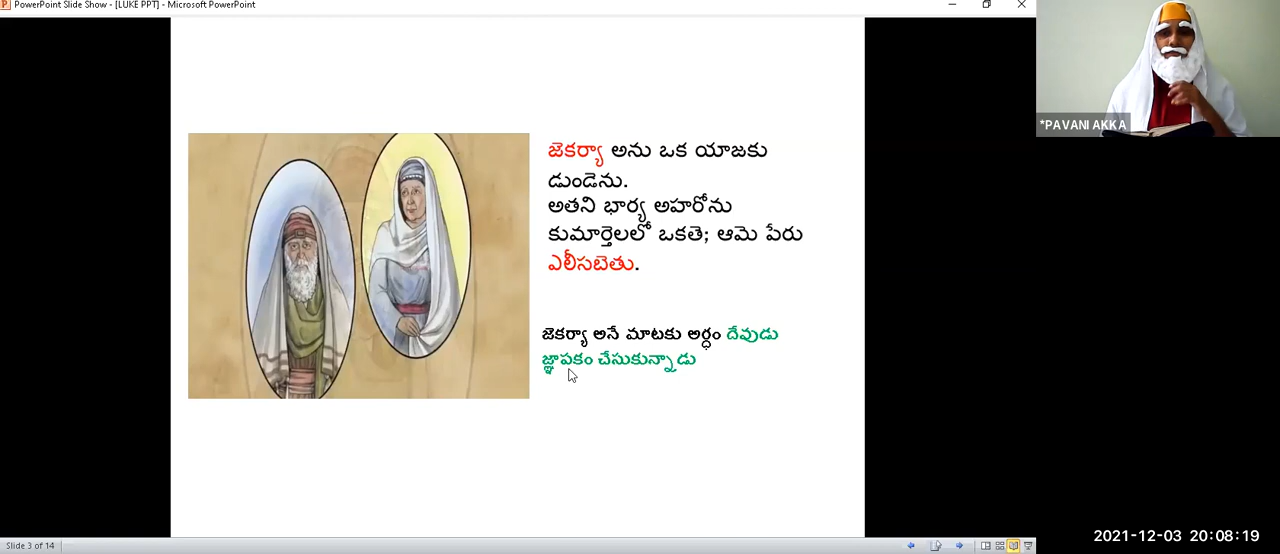 PowerPoint Slide Show - [LUKE PPT] - Microsoft PowerPoint
*PAVANI AKKA
జెకర్యా అను ఒక యాజకు
డుండెను.
అతని భార్య అహరోను
కుమార్తెలలో ఒకతె; ఆమె పేరు
ఎలీసబెతు.
జెకర్యా అనే మాటకు అర్ధం దేవుడు
జ్ఞాపకం చేసుకున్నాడు
2021-12-03 20:08:19
Slide 3 of 14